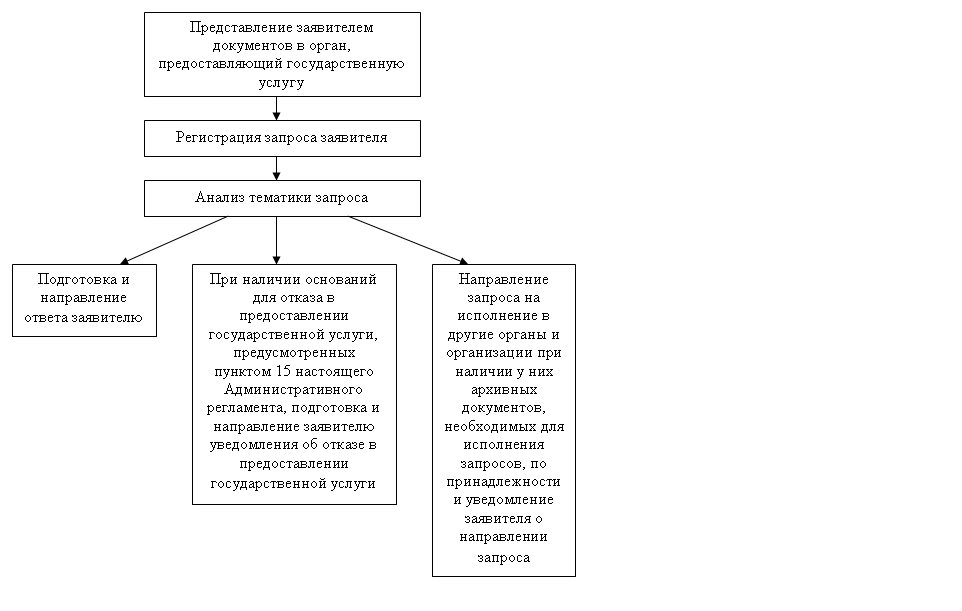 Представление заявителем
документов в орган,
предоставляющий государственную
услугу
Регистрация запроса заявителя
Анализ тематики запроса
Подготовка и
направление
ответа заявителю
При наличии оснований
для отказа в
предоставлении
государственной услуги,
предусмотренных
пунктом 15 настоящего
Административного
регламента, подготовка и
направление заявителю
уведомления об отказе в
предоставлении
государственной услуги
Направление
запроса на
исполнение в
другие органы и
организации при
наличии у них
архивных
документов,
необходимых для
исполнения
запросов, по
принадлежности
и уведомление
заявителя о
направлении
запроса